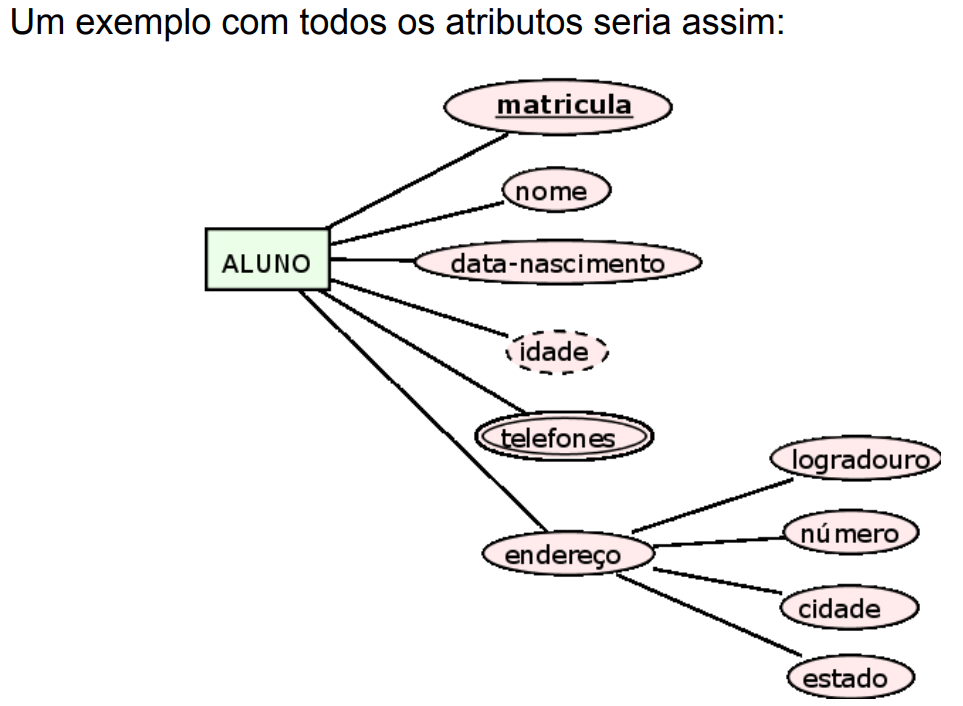 Um exemplo com todos os atributos seria assim:
matricula
nome
ALUNO
data-nascimento
idade
telefones
logradouro
número
endereço
cidade
estado